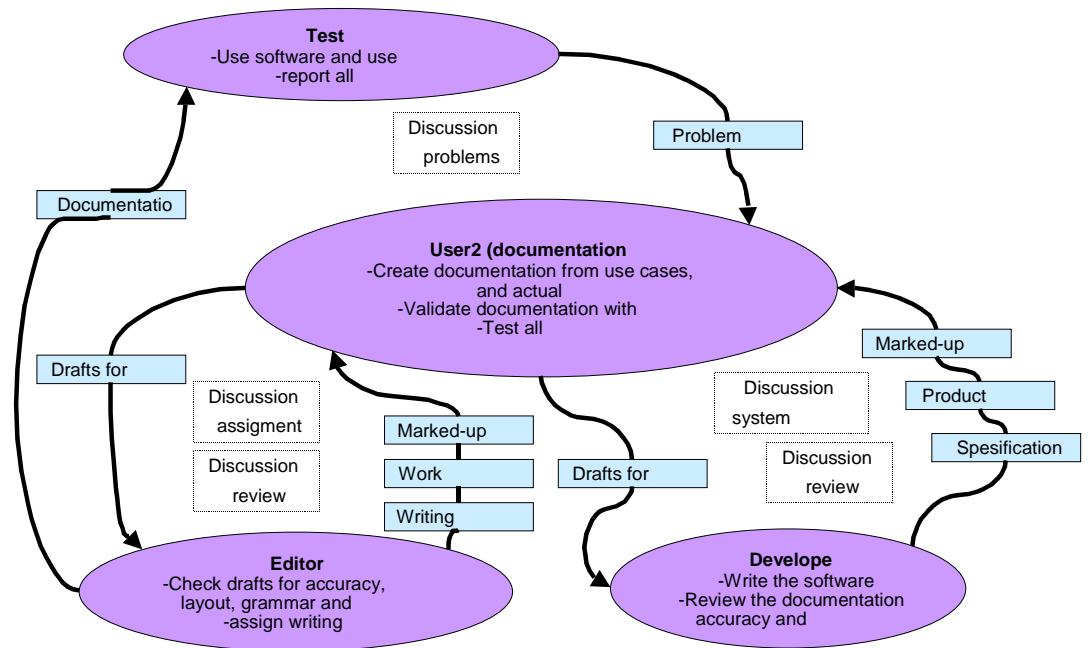 Test
-Use software and use
-report all
Discussion
problems
Problem
Documentatio
User2 (documentation
-Create documentation from use cases,
and actual
-Validate documentation with
-Test all
Drafts for
Discussion
assigment
Discussion
review
Marked-up
Work
Writing
Drafts for
Discussion
system
Discussion
review
Marked-up
Product
Spesification
Editor
-Check drafts for accuracy,
layout, grammar and
-assign writing
Develope
-Write the software
-Review the documentation
accuracy and